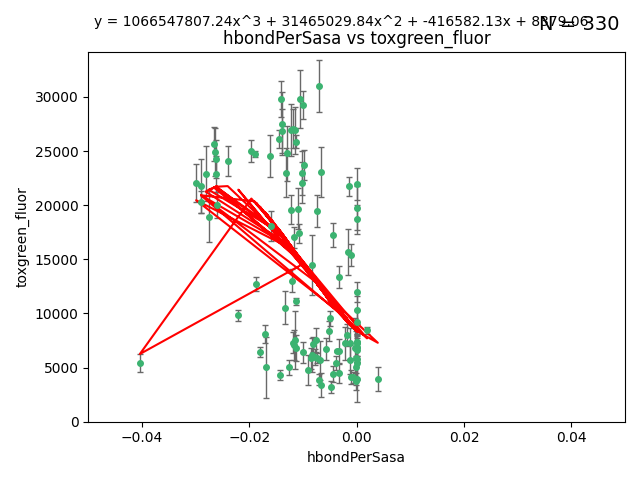 y = 1066547807.24x^3 + 31465029.84x^2 + -416582.13x +
N = 330
hbondPerSasa vs toxgreen_fluor
30000
25000
20000
15000
10000
5000
0
toxgreen_fluor
−0.04
−0.02
0.00
0.02
0.04
hbondPerSasa